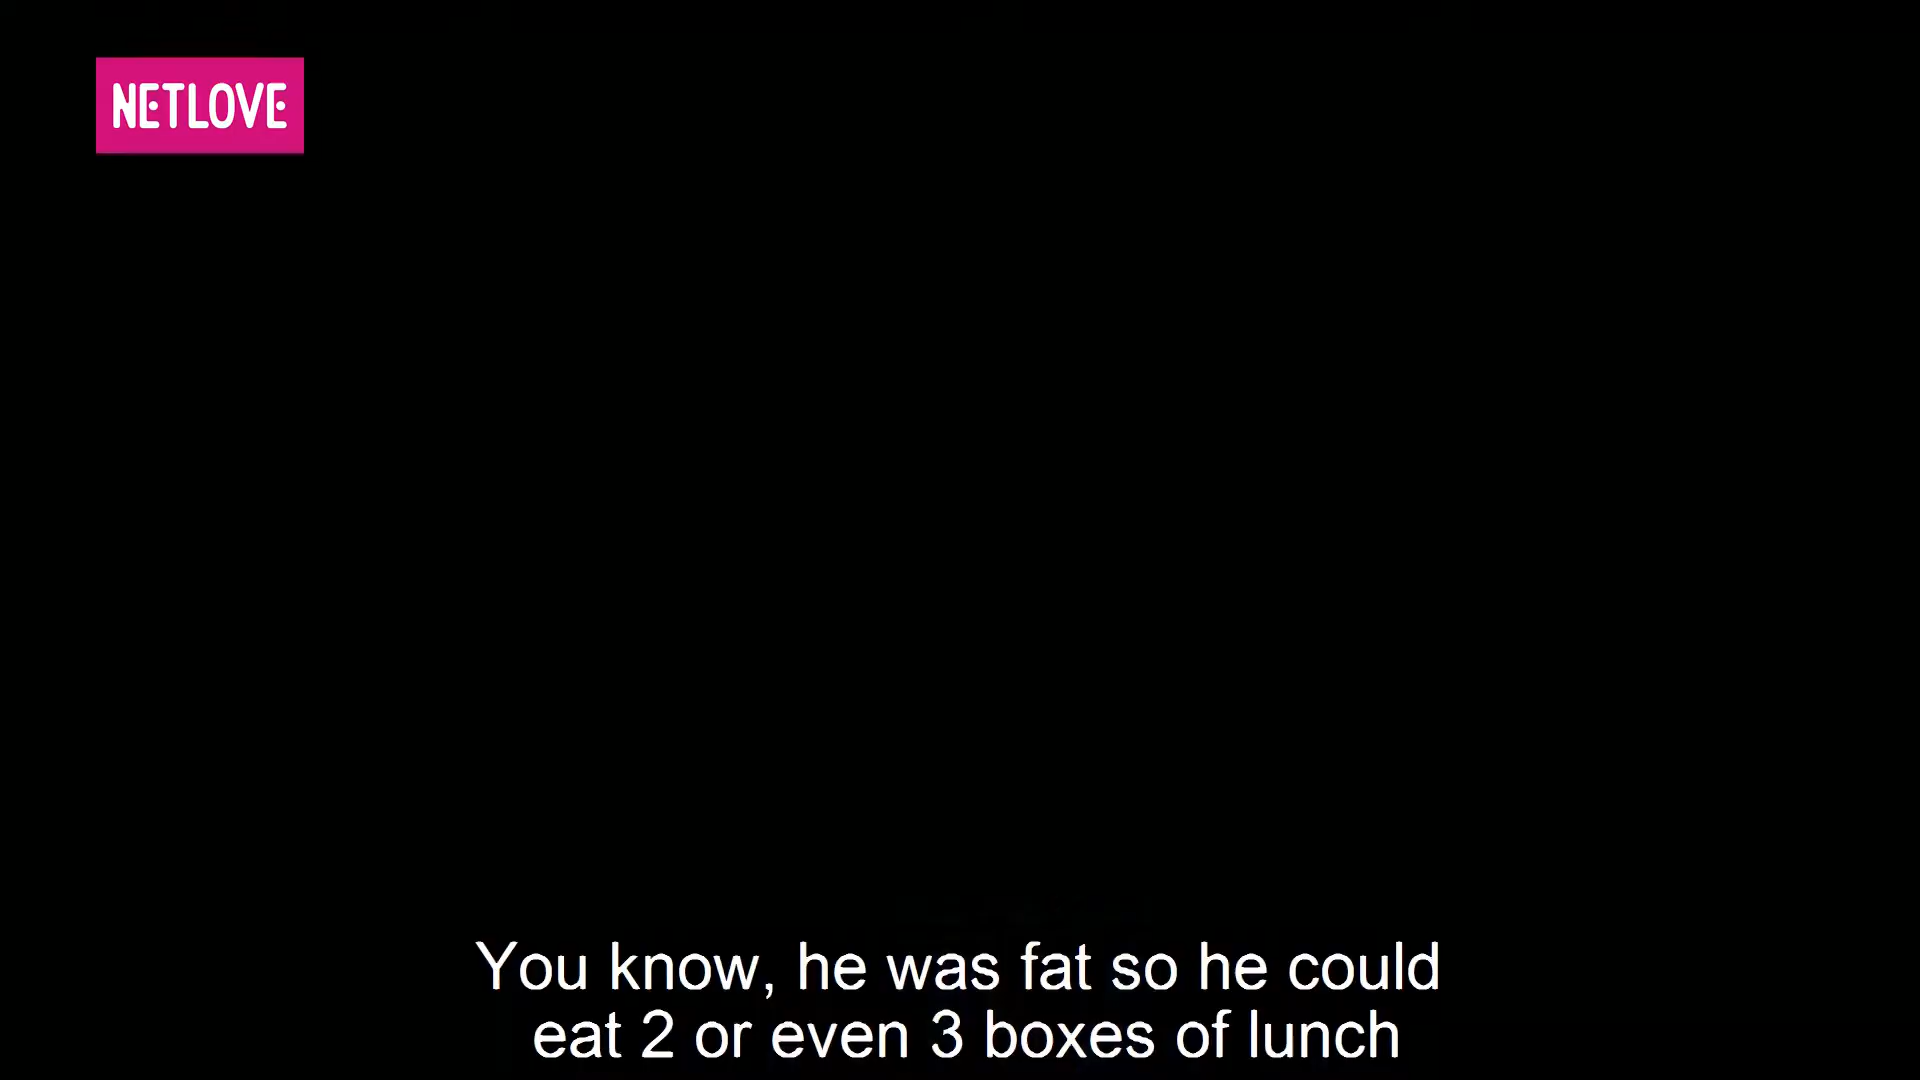 NETLOVE
You know, he was fat so he could
eat 2 or even 3 boxes of lunch